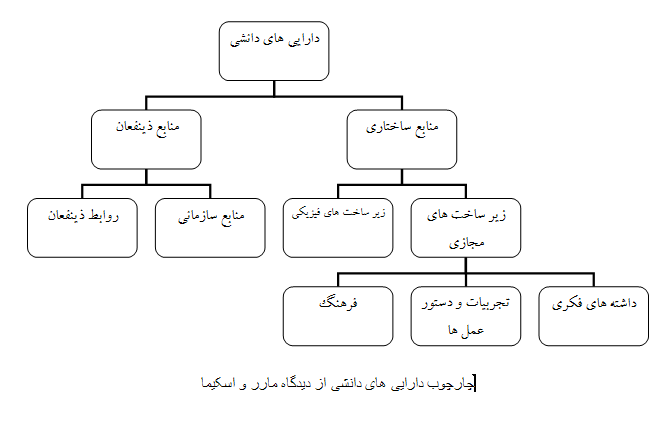 دارایی های دانشی
منابع ساختاری
منابع ذینفعان
زیر ساخت های
مجازی
زیر ساخت های فیزیکی
منابع سازمانی
روابط ذینفعان
داشته های فکری
تجربیات و دستور
عمل ها
فرهنگ
چارچوب دارایی های دانشی از دیدگاه مارر و اسکیما